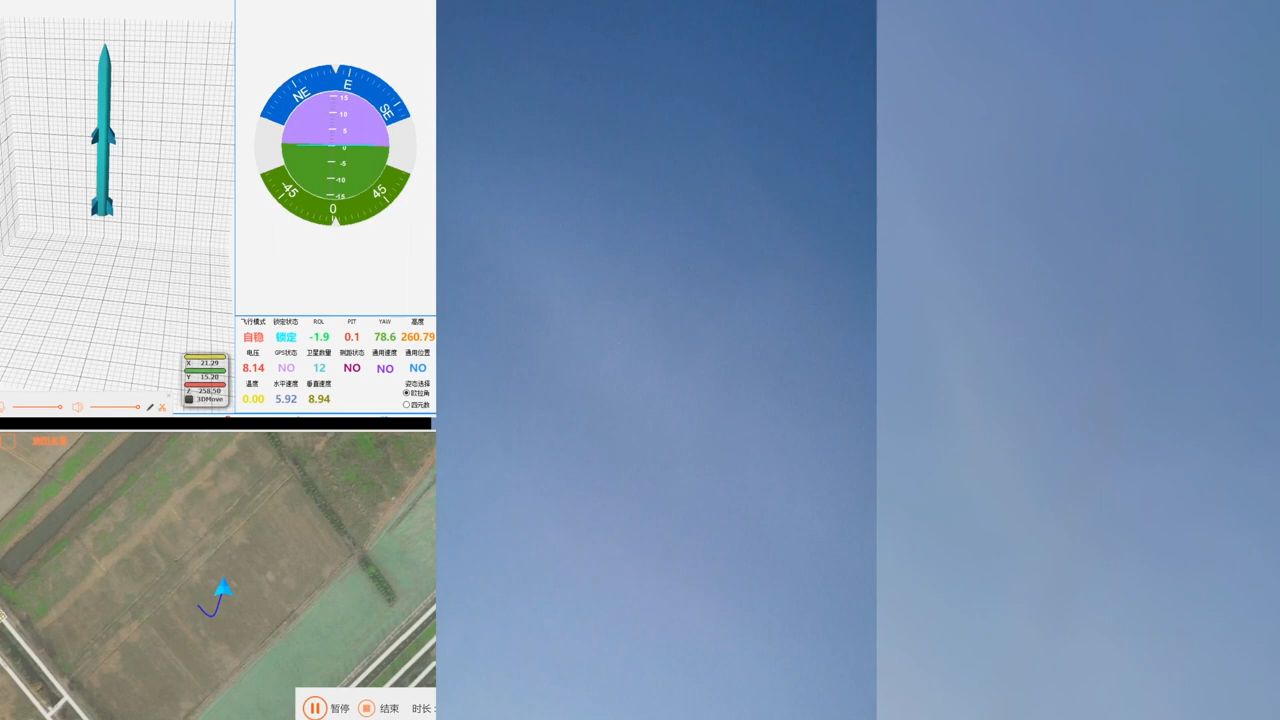 NE E SE
15
10
5
0
-5
-10
-15
-45 0 45
飞行模式 锁定状态 ROL PIT YAW 高度
自稳 锁定 -1.9 0.1 78.6 260.79
电压 GPS状态 卫星数量 测距状态 通用速度 通用位置
8.14 NO 12 NO NO NO
温度 水平速度 垂直速度 姿态选择
0.00 5.92 8.94 欧拉角
四元数
X 21.29
Y 15.20
Z 258.50
3DMove
暂停 结束 时长: